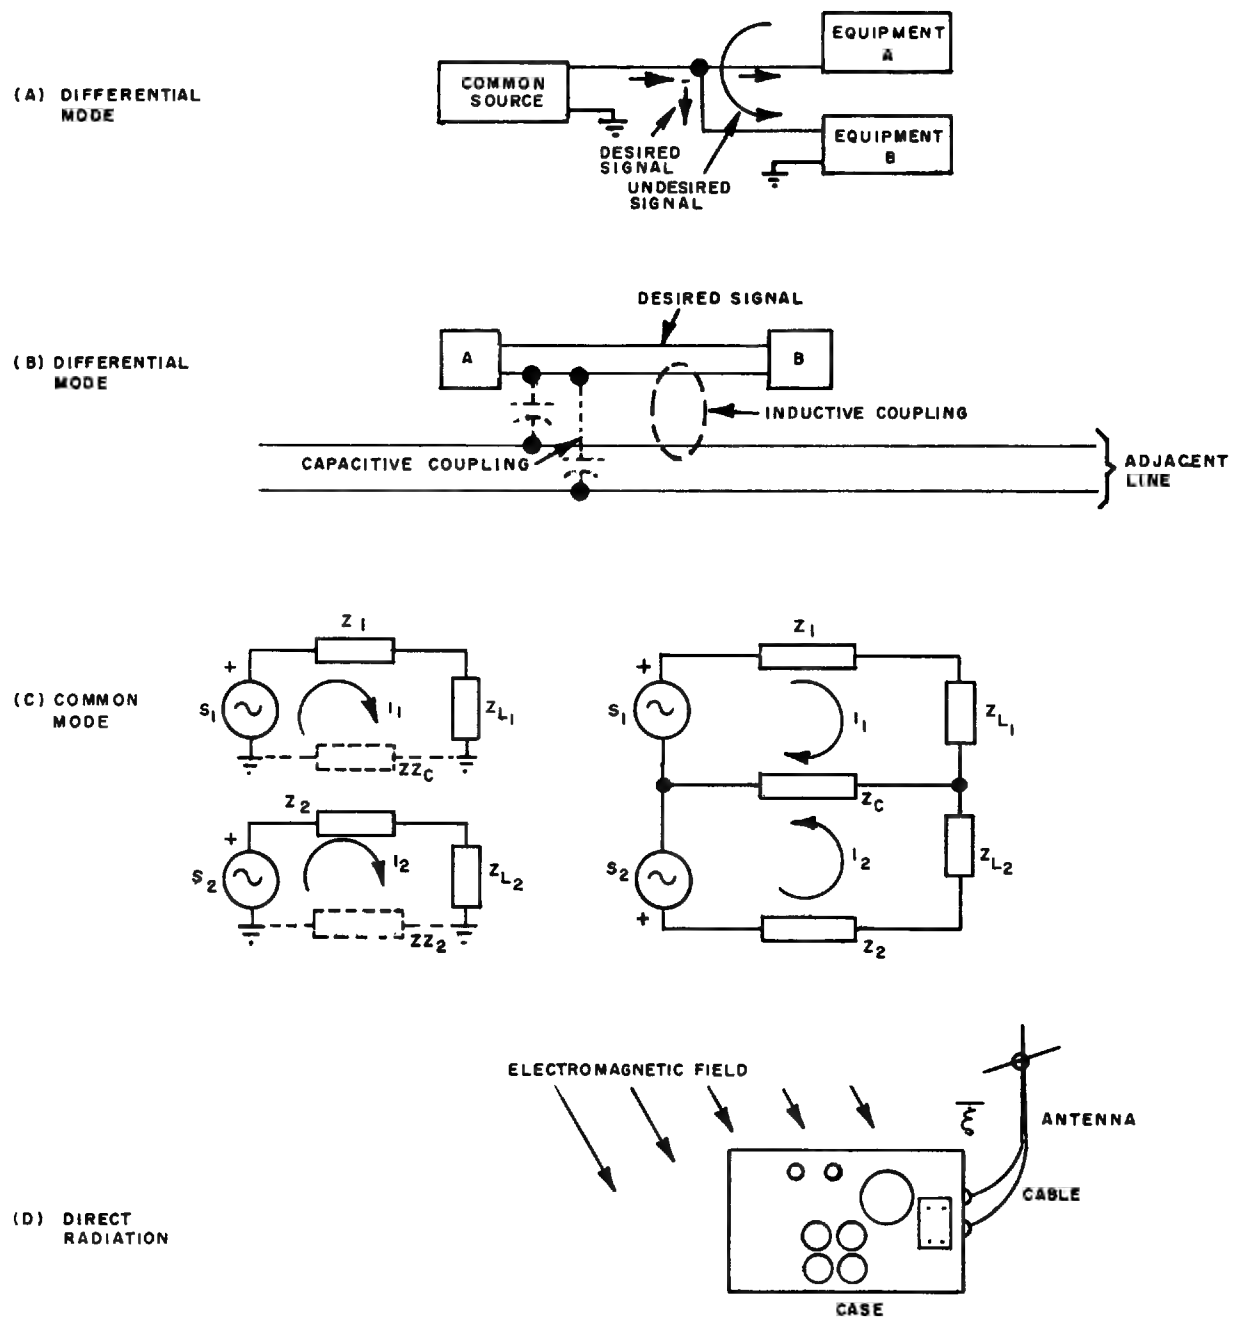 (A) DIFFERENTIAL
MODE
COMMON
SOURCE
EQUIPMENT
A
EQUIPMENT
B
DESIRED
SIGNAL
UNDESIRED
SIGNAL
(B) DIFFERENTIAL
MODE
DESIRED SIGNAL
A
B
INDUCTIVE COUPLING
CAPACITIVE COUPLING
ADJACENT
LINE
(C) COMMON
MODE
Z1
+
S1
I1
ZL1
ZZC
Z2
+
S2
I2
ZL2
ZZ2
Z1
+
S1
I1
ZL1
ZC
S2
I2
ZL2
+
Z2
(D) DIRECT
RADIATION
ELECTROMAGNETIC FIELD
ANTENNA
CABLE
CASE